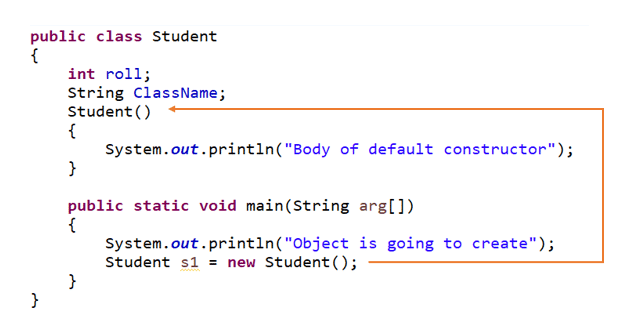 public class Student
{
int roll;
String ClassName;
Student()
{
System.out.println("Body of default constructor");
}
public static void main(String arg[])
{
System.out.println("Object is going to create");
Student s1 = new Student();
}
}